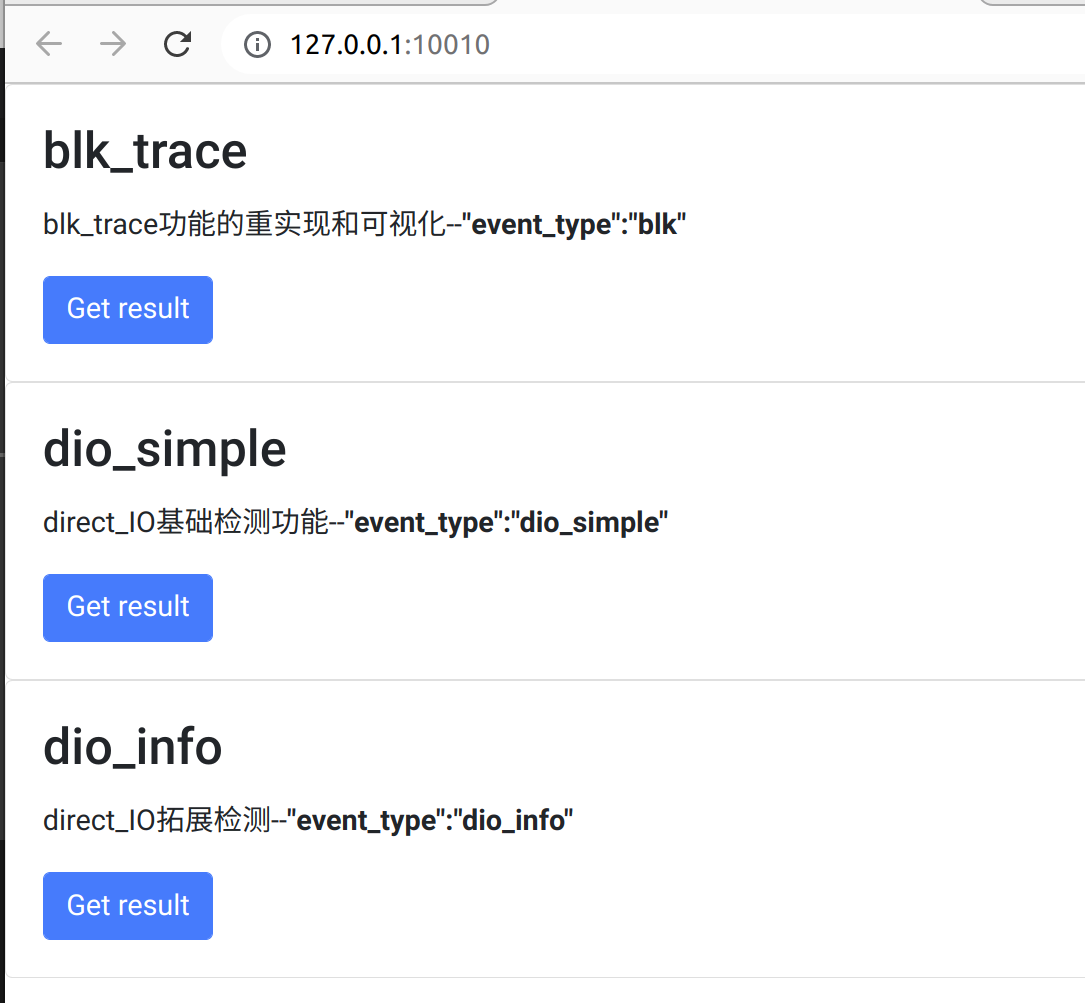 127.0.0.1:10010
blk_trace
blk_trace功能的重实现和可视化--"event_type":"blk"
Get result
dio_simple
direct_IO基础检测功能--"event_type":"dio_simple"
Get result
dio_info
direct_IO拓展检测--"event_type":"dio_info"
Get result